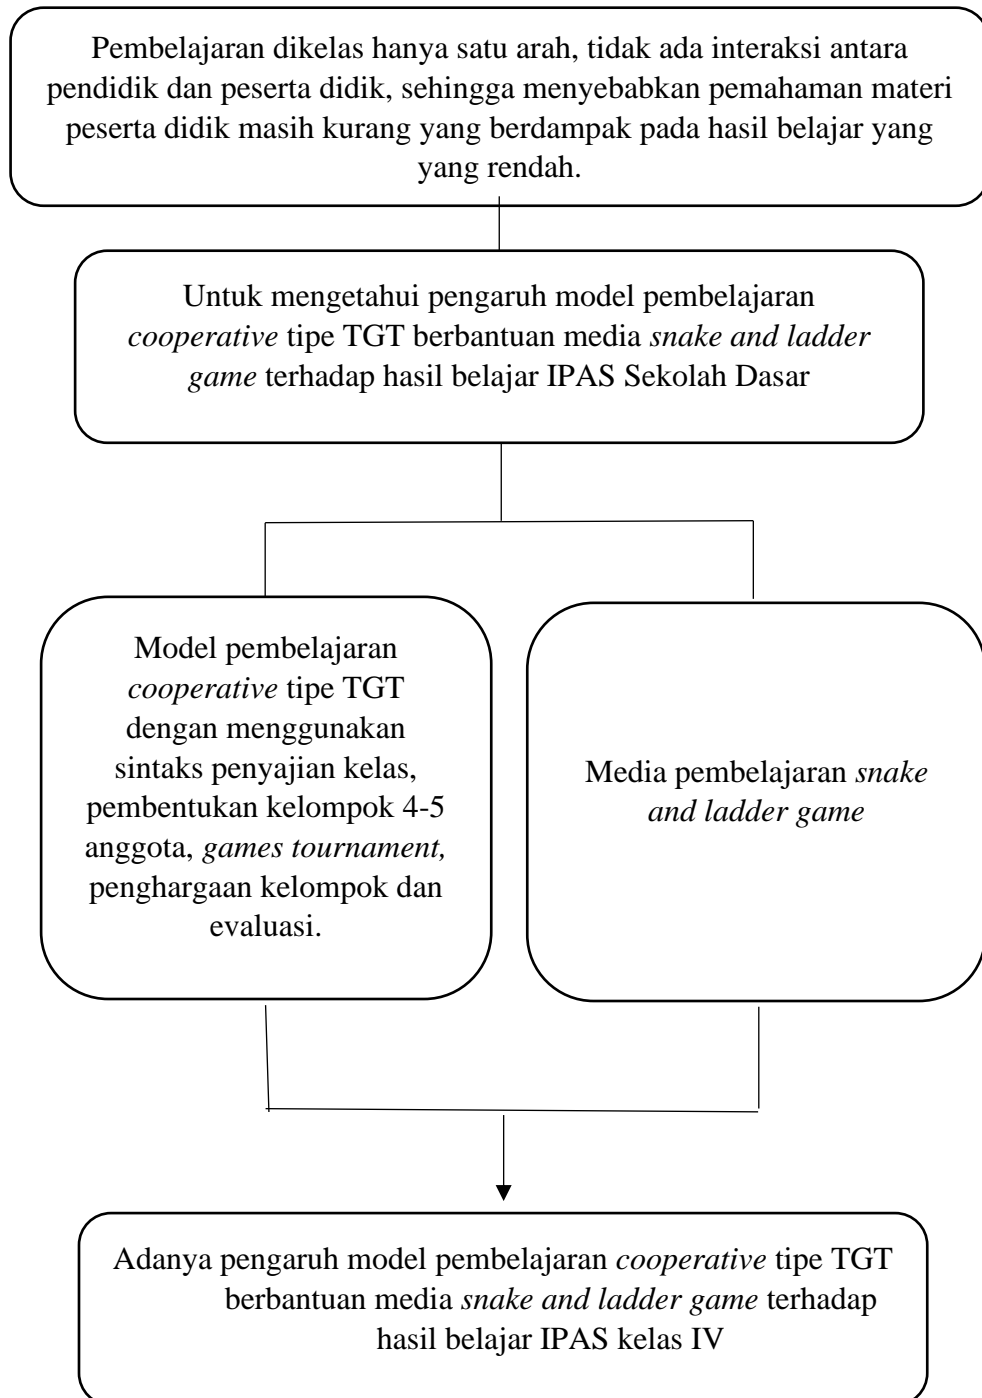 Pembelajaran dikelas hanya satu arah, tidak ada interaksi antara
pendidik dan peserta didik, sehingga menyebabkan pemahaman materi
peserta didik masih kurang yang berdampak pada hasil belajar yang
yang rendah.
Untuk mengetahui pengaruh model pembelajaran
cooperative tipe TGT berbantuan media snake and ladder
game terhadap hasil belajar IPAS Sekolah Dasar
Model pembelajaran
cooperative tipe TGT
dengan menggunakan
sintaks penyajian kelas,
pembentukan kelompok 4-5
anggota, games tournament,
penghargaan kelompok dan
evaluasi.
Media pembelajaran snake
and ladder game
Adanya pengaruh model pembelajaran cooperative tipe TGT
berbantuan media snake and ladder game terhadap
hasil belajar IPAS kelas IV